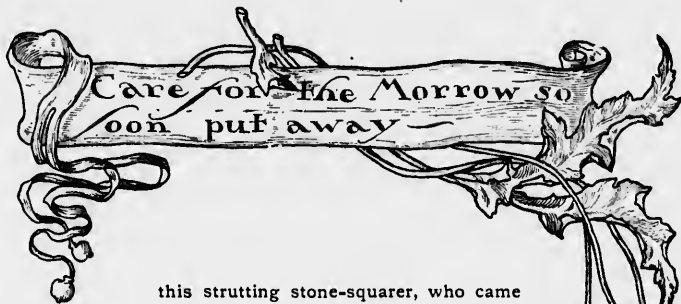 Care for the Morrow so
soon put away —
this strutting stone-squarer, who came